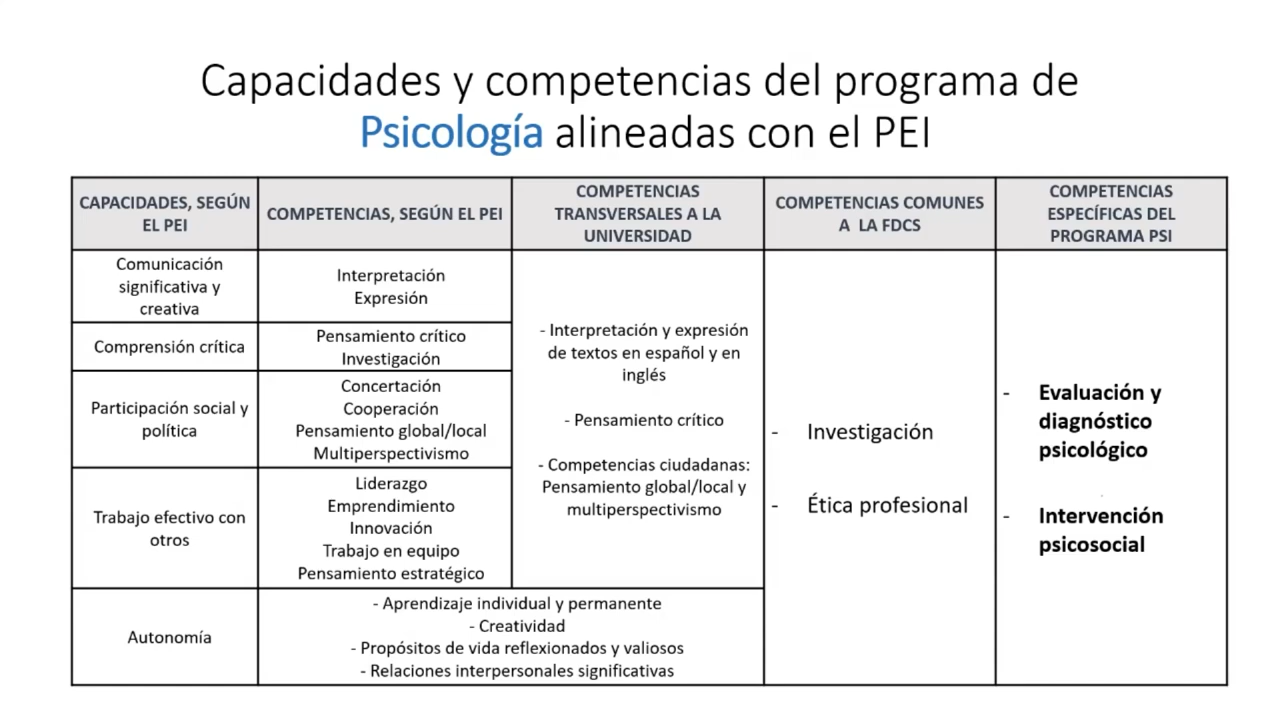 Capacidades y competencias del programa de
Psicología alineadas con el PEI
CAPACIDADES, SEGÚN
EL PEI
COMPETENCIAS, SEGÚN EL PEI
COMPETENCIAS
TRANSVERSALES A LA
UNIVERSIDAD
COMPETENCIAS COMUNES
A LA FDCS
COMPETENCIAS
ESPECÍFICAS DEL
PROGRAMA PSI
Comunicación
significativa y
creativa
Interpretación
Expresión
Comprensión crítica
Pensamiento crítico
Investigación
Participación social y
política
Concertación
Cooperación
Pensamiento global/local
Multiperspectivismo
Trabajo efectivo con
otros
Liderazgo
Emprendimiento
Innovación
Trabajo en equipo
Pensamiento estratégico
- Interpretación y expresión
de textos en español y en
inglés
- Pensamiento crítico
- Competencias ciudadanas:
Pensamiento global/local y
multiperspectivismo
- Investigación
- Ética profesional
- Evaluación y
diagnóstico
psicológico
- Intervención
psicosocial
Autonomía
- Aprendizaje individual y permanente
- Creatividad
- Propósitos de vida reflexionados y valiosos
- Relaciones interpersonales significativas